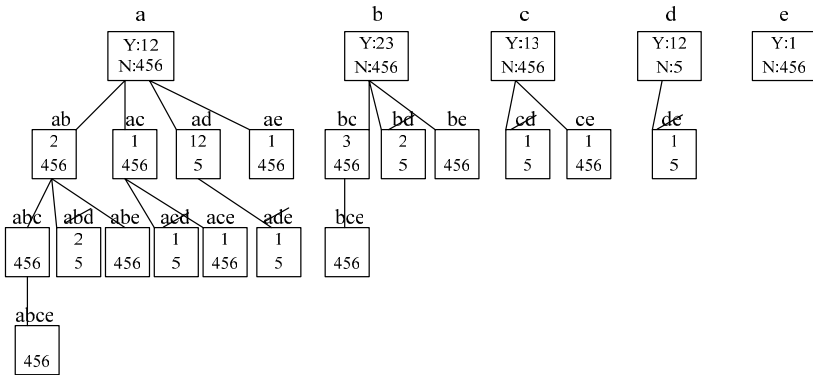 a b c d e
Y:12 Y:23 Y:13 Y:12 Y:1
N:456 N:456 N:456 N:5 N:456
ab ac ad ae bc bd be cd ce de
2 1 12 1 3 2 1 1 1
456 456 5 456 456 5 456 5 456 5
abc abd abe acd ace ade bce
2 1 1 1
456 5 456 5 456 5 456
abce
456